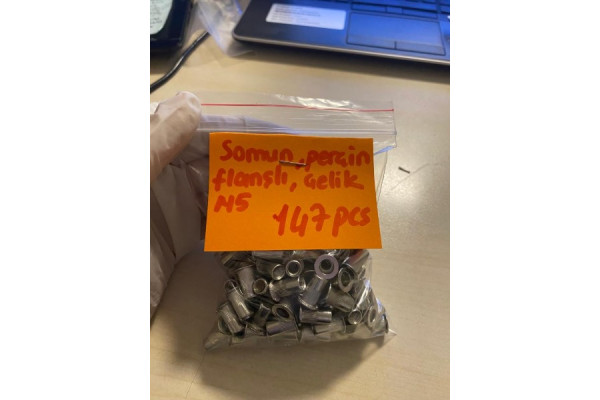 Somun, perçin
flanşlı, Çelik
M5
147 pcs